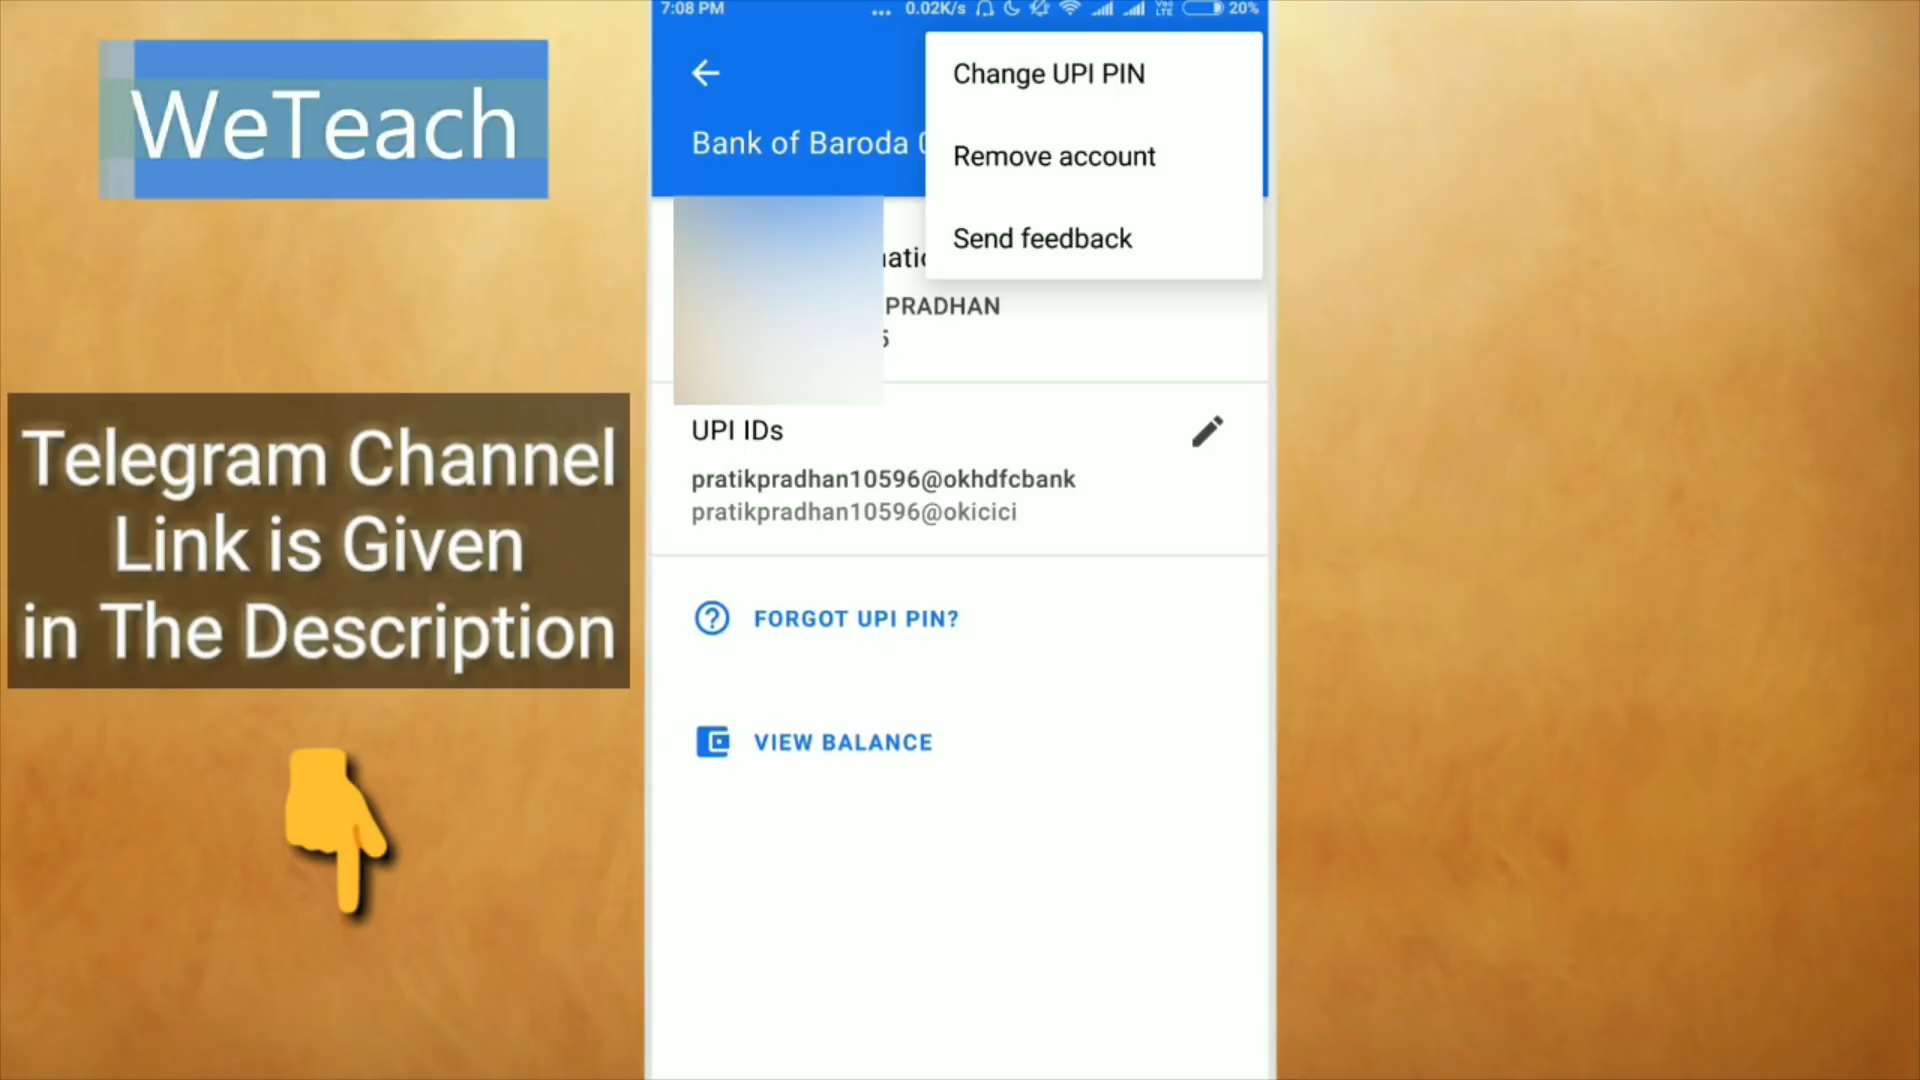 WeTeach
Telegram Channel
Link is Given
in The Description
7:08 PM
... 0.02K/s
VoLTE
20%
Change UPI PIN
Remove account
Send feedback
Bank of Baroda
PRADHAN
UPI IDs
pratikpradhan10596@okhdfcbank
pratikpradhan10596@okicici
FORGOT UPI PIN?
VIEW BALANCE